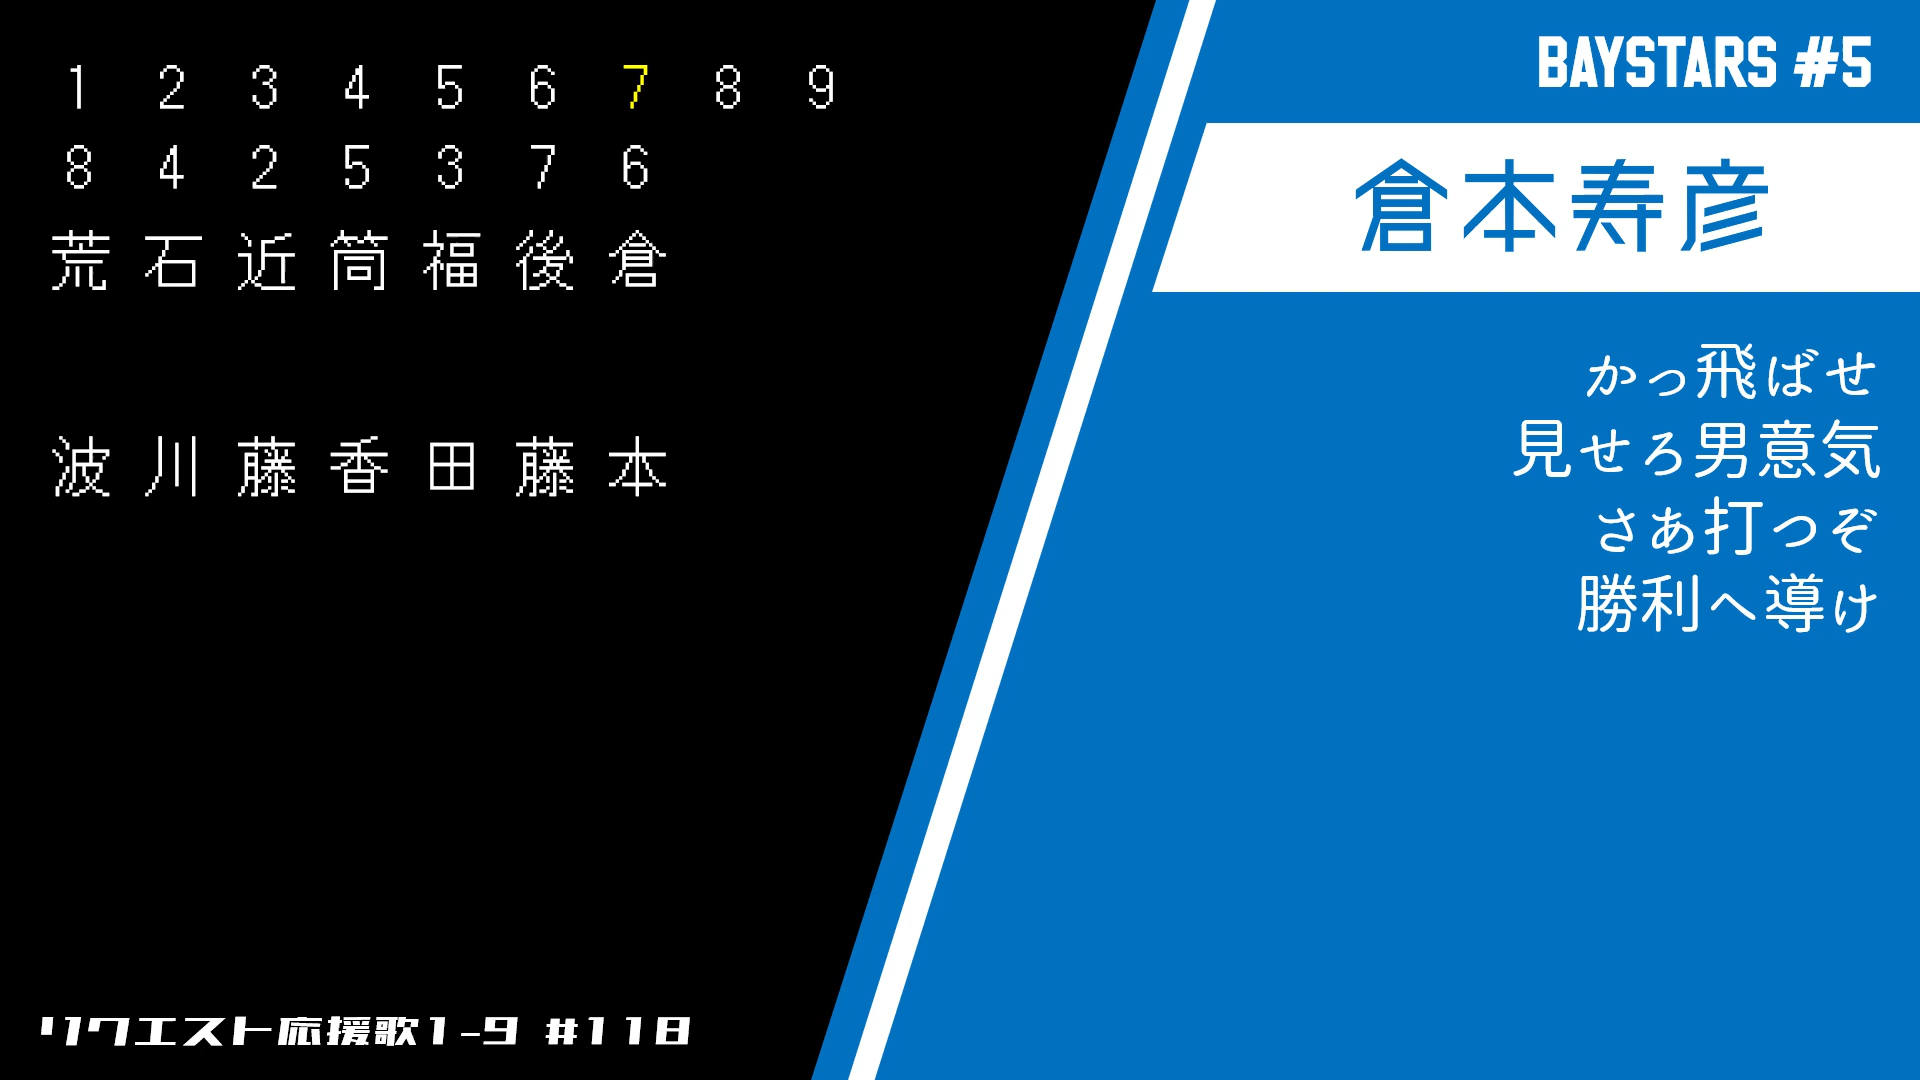 1 2 3 4 5 6 7 8 9
8 4 2 5 3 7 6
荒 石 近 筒 福 後 倉
波 川 藤 香 田 藤 本
リクエスト応援歌1-9 #118
BAYSTARS #5
倉本寿彦
かっ飛ばせ
見せろ男意気
さあ打つぞ
勝利へ導け